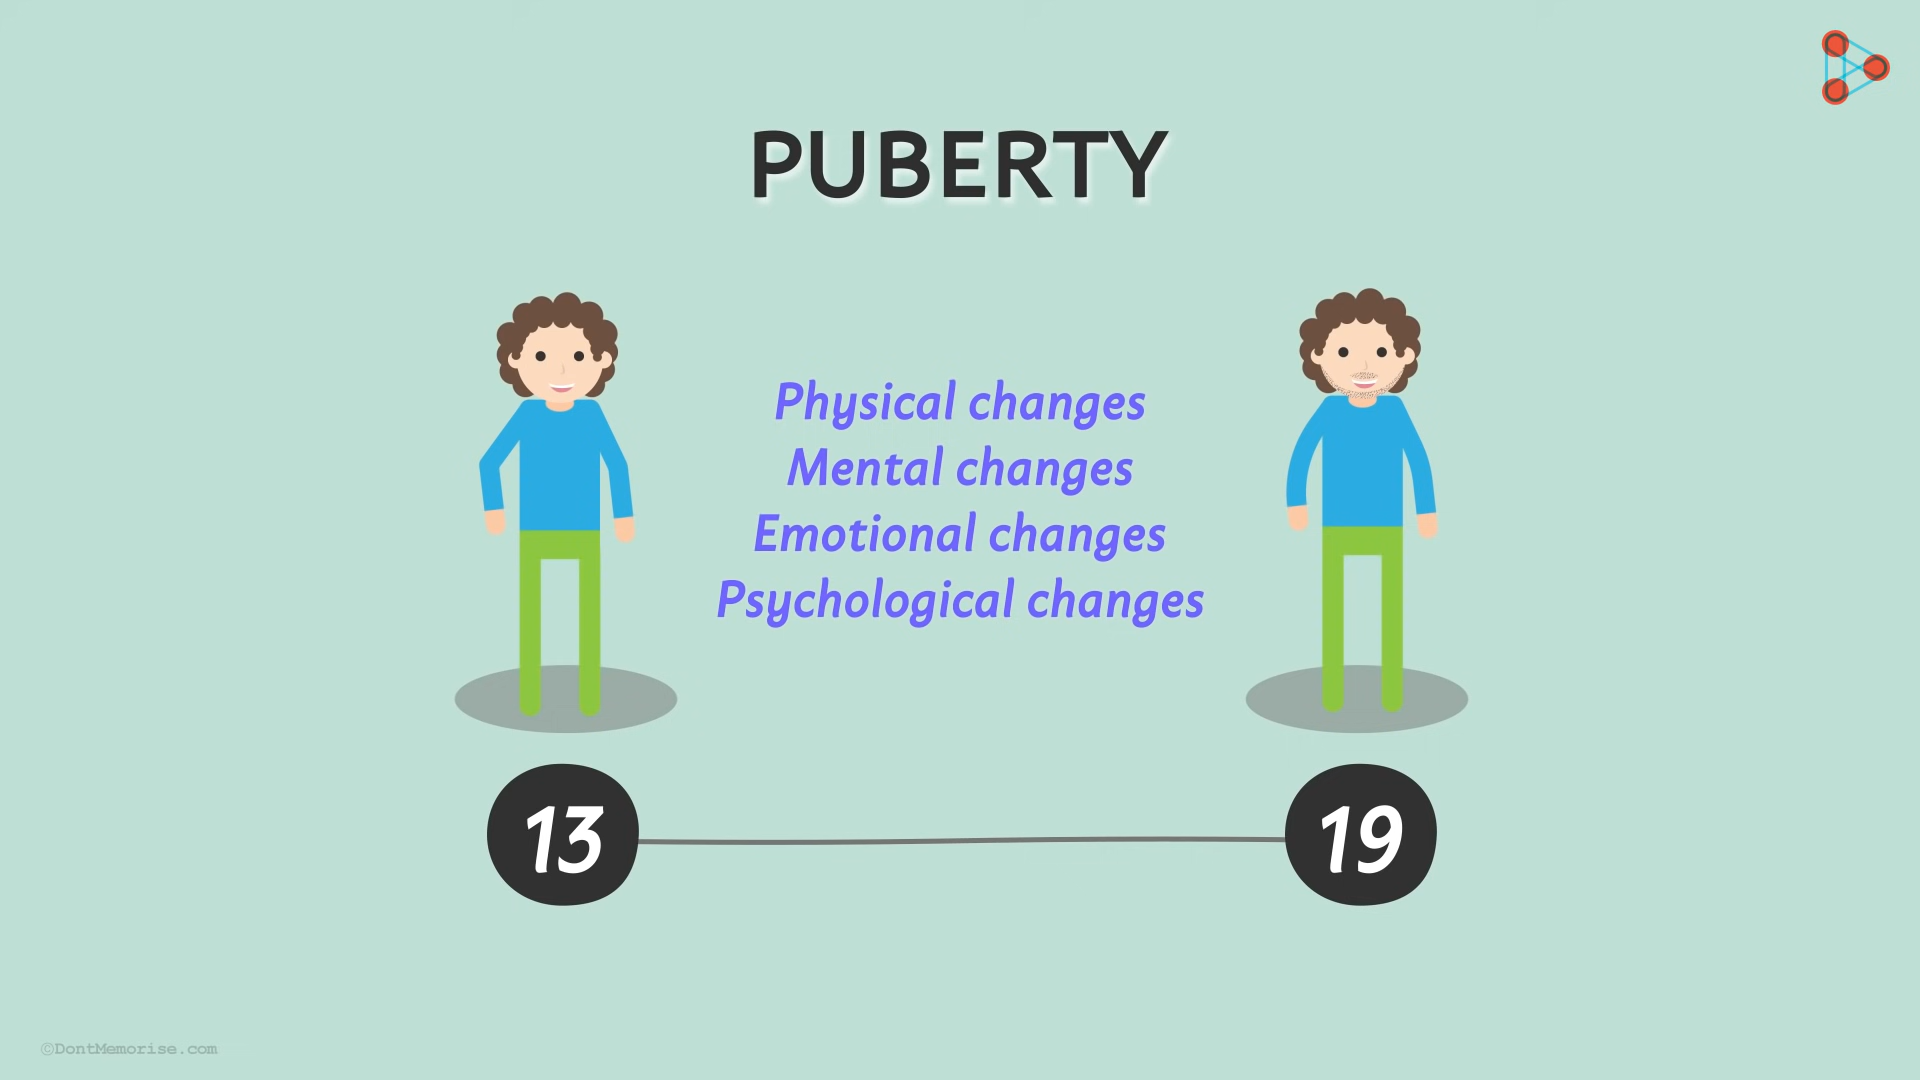 PUBERTY
Physical changes
Mental changes
Emotional changes
Psychological changes
13
19
©DontMemorise.com